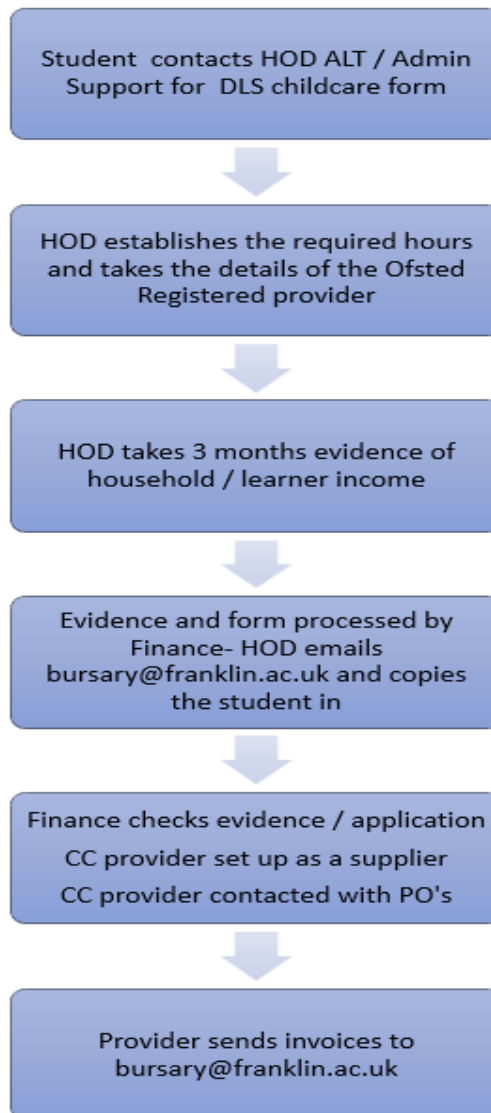 Student contacts HOD ALT / Admin
Support for DLS childcare form
HOD establishes the required hours
and takes the details of the Ofsted
Registered provider
HOD takes 3 months evidence of
household / learner income
Evidence and form processed by
Finance- HOD emails
bursary@franklin.ac.uk and copies
the student in
Finance checks evidence / application
CC provider set up as a supplier
CC provider contacted with PO's
Provider sends invoices to
bursary@franklin.ac.uk